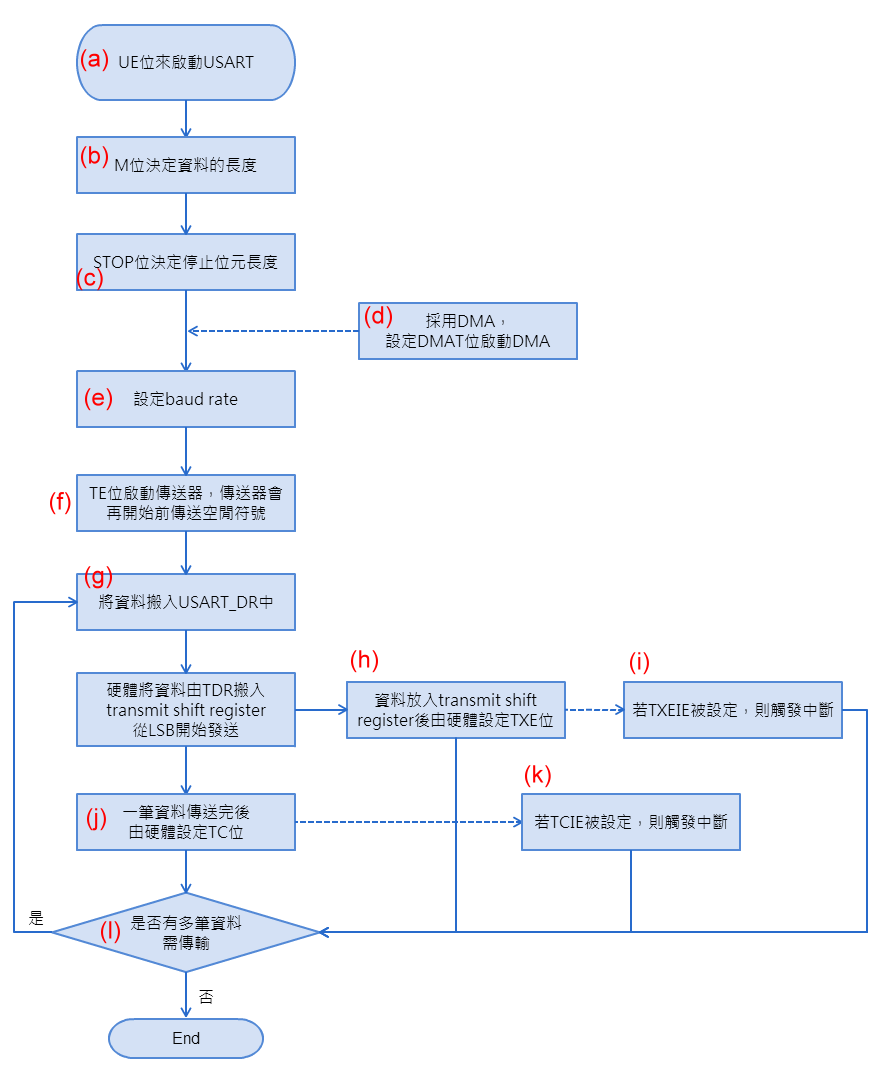 (a)
UE位來啟動USART
(b)
M位決定資料的長度
STOP位決定停止位元長度
(c)
(d)
採用DMA，
設定DMAT位啟動DMA
(e)
設定baud rate
(f)
TE位啟動傳送器，傳送器會
再開始前傳送空閒符號
(g)
將資料搬入USART_DR中
硬體將資料由TDR搬入
transmit shift register
從LSB開始發送
(h)
資料放入transmit shift
register後由硬體設定TXE位
(i)
若TXEIE被設定，則觸發中斷
(j)
一筆資料傳送完後
由硬體設定TC位
(k)
若TCIE被設定，則觸發中斷
(l)
是否有多筆資料
需傳輸
是
否
End